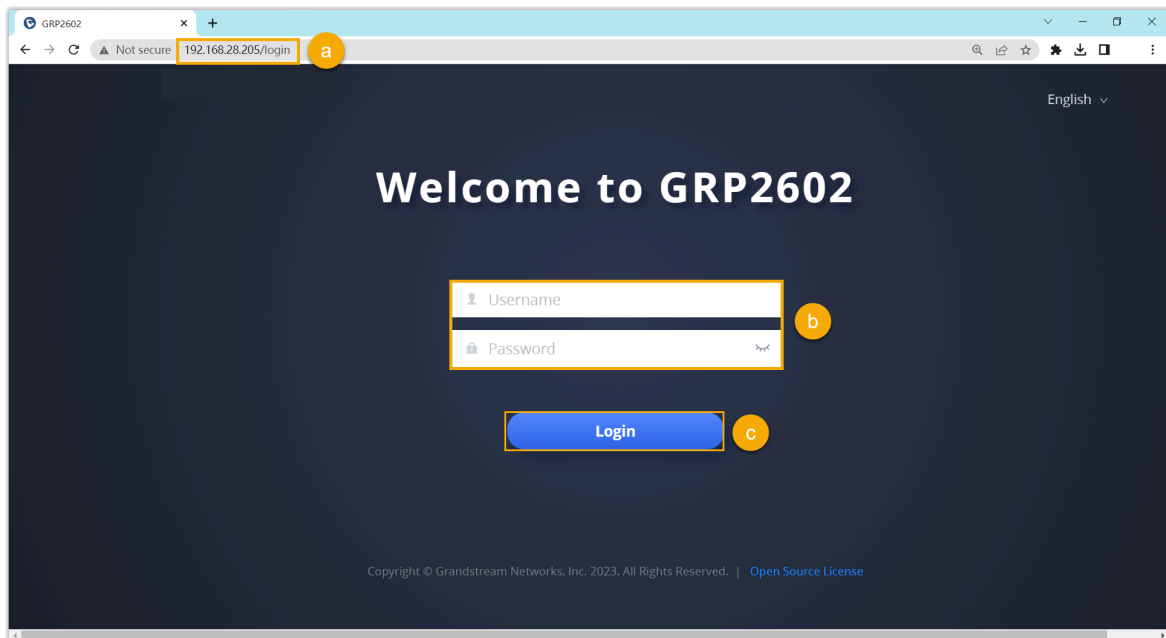 GRP2602
Not secure 192.168.28.205/login a
English
Welcome to GRP2602
Username
b
Password
Login c
Copyright © Grandstream Networks, Inc. 2023. All Rights Reserved. | Open Source License